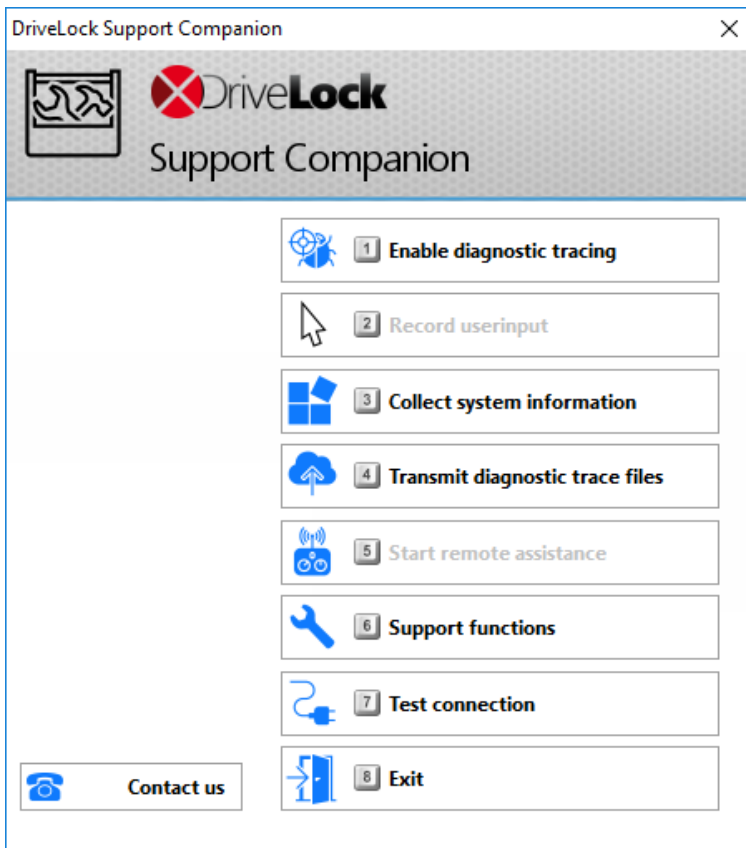 DriveLock Support Companion
DriveLock
Support Companion
1 Enable diagnostic tracing
2 Record userinput
3 Collect system information
4 Transmit diagnostic trace files
5 Start remote assistance
6 Support functions
7 Test connection
8 Exit
Contact us